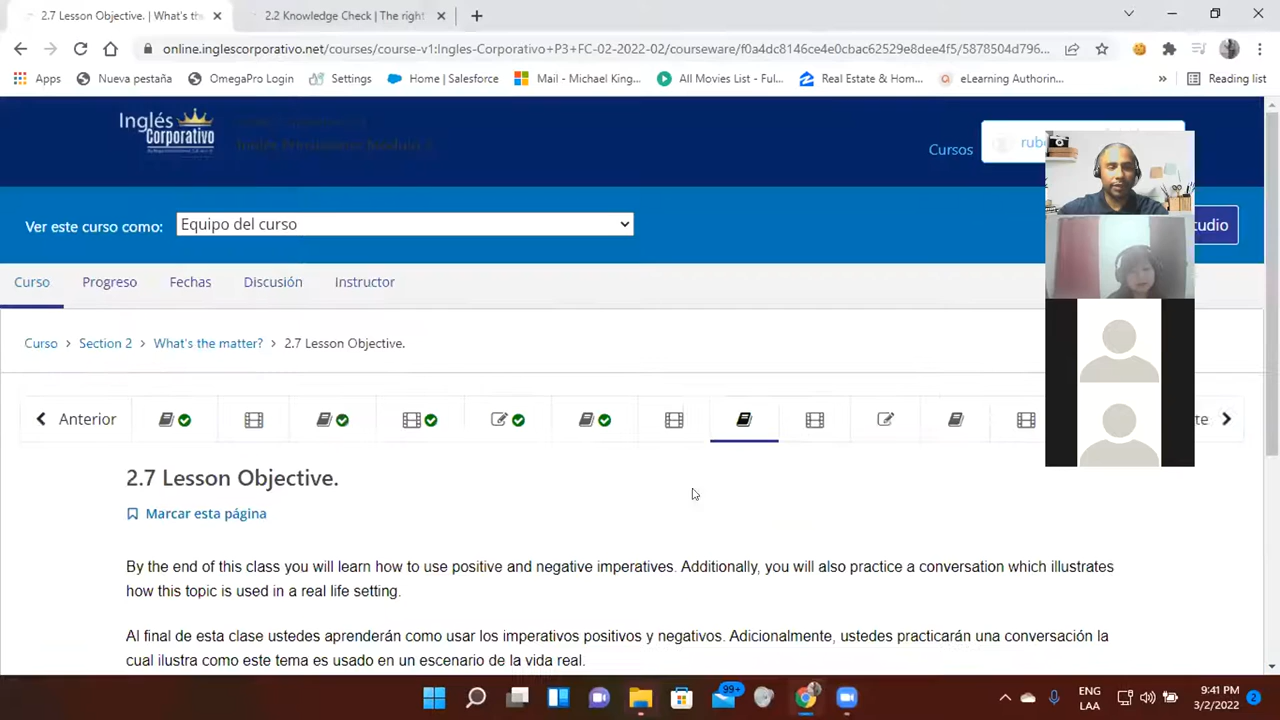 2.7 Lesson Objective. | What's th
2.2 Knowledge Check | The right
online.inglescorporativo.net/courses/course-v1:Ingles-Corporativo+P3+FC-02-2022-02/courseware/f0a4dc8146ce4e0cbac62529e8dee4f5/5878504d796...
Apps
Nueva pestaña
OmegaPro Login
Settings
Home | Salesforce
Mail - Michael King...
All Movies List - Ful...
Real Estate & Hom...
eLearning Authorin...
»
Reading list
Inglés
Corporativo
Cursos
rub
Ver este curso como:
Equipo del curso
tudio
Curso
Progreso
Fechas
Discusión
Instructor
Curso > Section 2 > What's the matter? > 2.7 Lesson Objective.
Anterior
te
2.7 Lesson Objective.
Marcar esta página
By the end of this class you will learn how to use positive and negative imperatives. Additionally, you will also practice a conversation which illustrates
how this topic is used in a real life setting.
Al final de esta clase ustedes aprenderán como usar los imperativos positivos y negativos. Adicionalmente, ustedes practicarán una conversación la
cual ilustra como este tema es usado en un escenario de la vida real.
99+
ENG
LAA
9:41 PM
3/2/2022
2